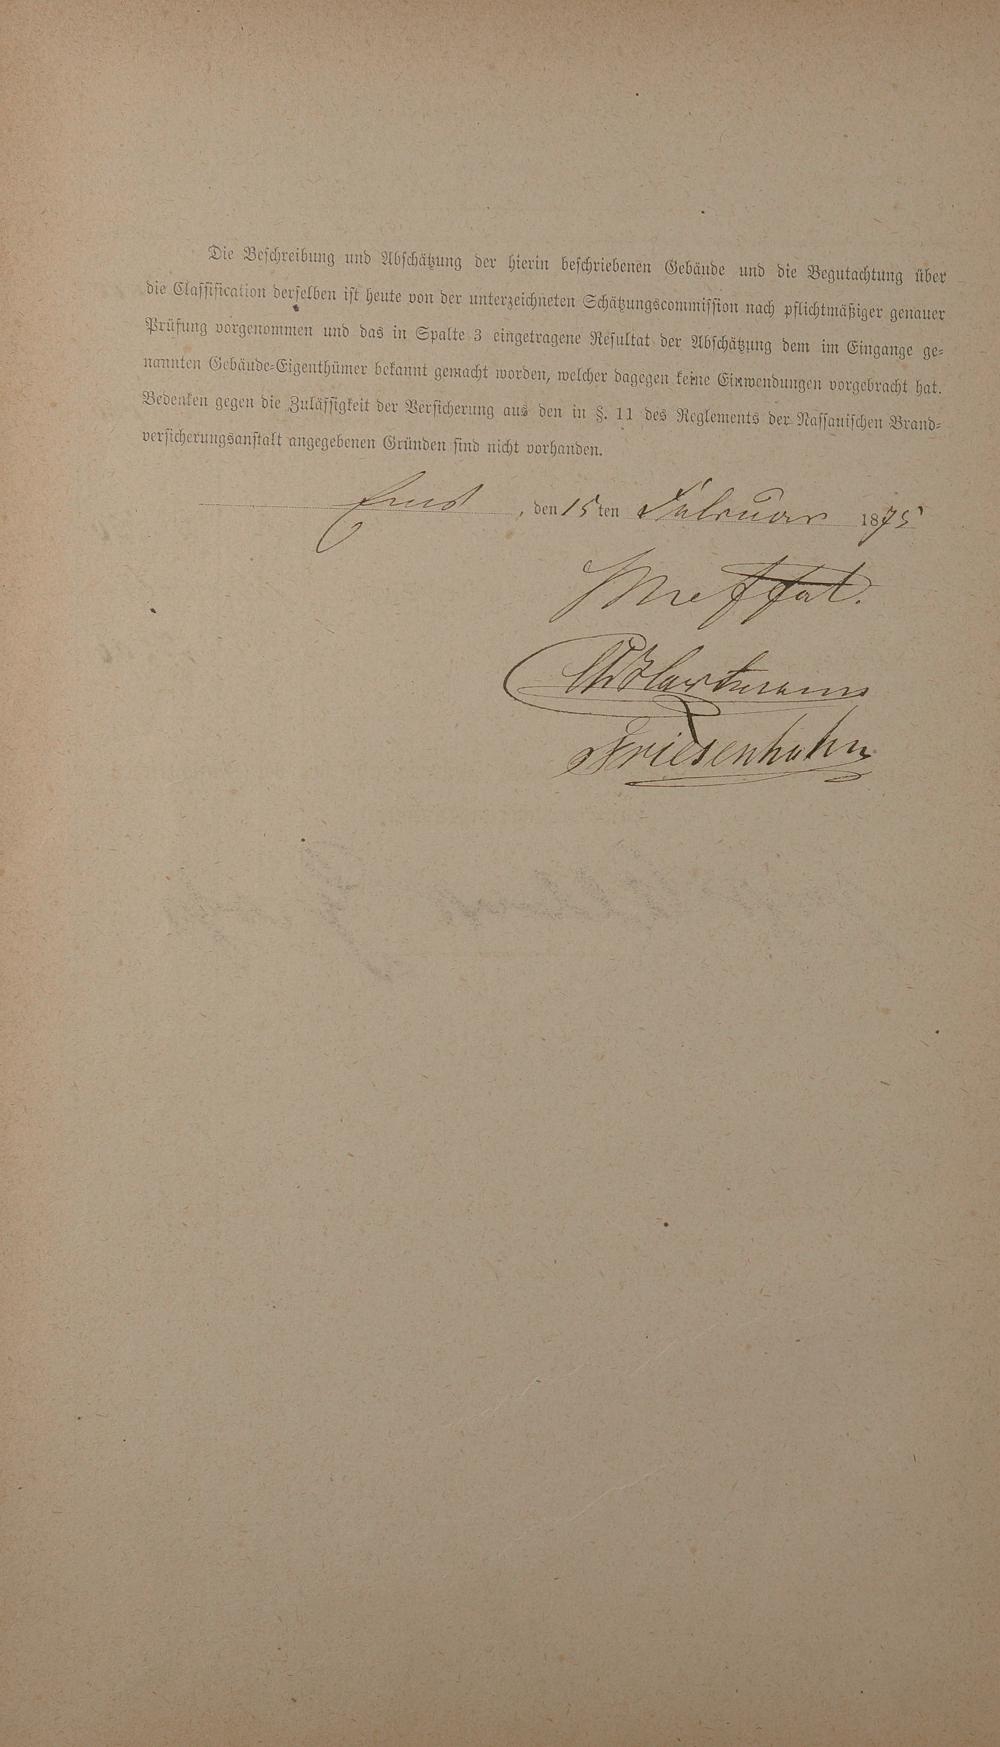 Die Beschreibung und Abschätzung der hierin beschriebenen Gebäude und die Begutachtung über
die Classification derselben ist heute von der unterzeichneten Schätzungscommission nach pflichtmäßiger genauer
Prüfung vorgenommen und das in Spalte 3 eingetragene Resultat der Abschätzung dem im Eingange ge-
nannten Gebäude-Eigenthümer bekannt gemacht worden, welcher dagegen keine Einwendungen vorgebracht hat.
Bedenken gegen die Zulässigkeit der Versicherung aus den in §. 11 des Reglements der Nassauischen Brand-
versicherungsanstalt angegebenen Gründen sind nicht vorhanden.
, den 15ten Februar 1875
Hartmann
Friesenhahn